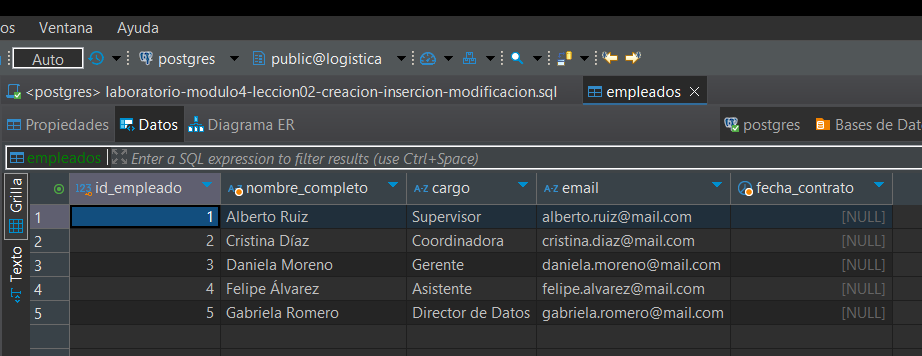 os Ventana Ayuda
Auto postgres public@logistica
<postgres> laboratorio-modulo4-leccion02-creacion-insercion-modificacion.sql empleados
Propiedades Datos Diagrama ER postgres Bases de Dat
empleados Enter a SQL expression to filter results (use Ctrl+Space)
Grilla
Texto
123 id_empleado A-Z nombre_completo A-Z cargo A-Z email fecha_contrato
1 1 Alberto Ruiz Supervisor alberto.ruiz@mail.com [NULL]
2 2 Cristina Díaz Coordinadora cristina.diaz@mail.com [NULL]
3 3 Daniela Moreno Gerente daniela.moreno@mail.com [NULL]
4 4 Felipe Álvarez Asistente felipe.alvarez@mail.com [NULL]
5 5 Gabriela Romero Director de Datos gabriela.romero@mail.com [NULL]